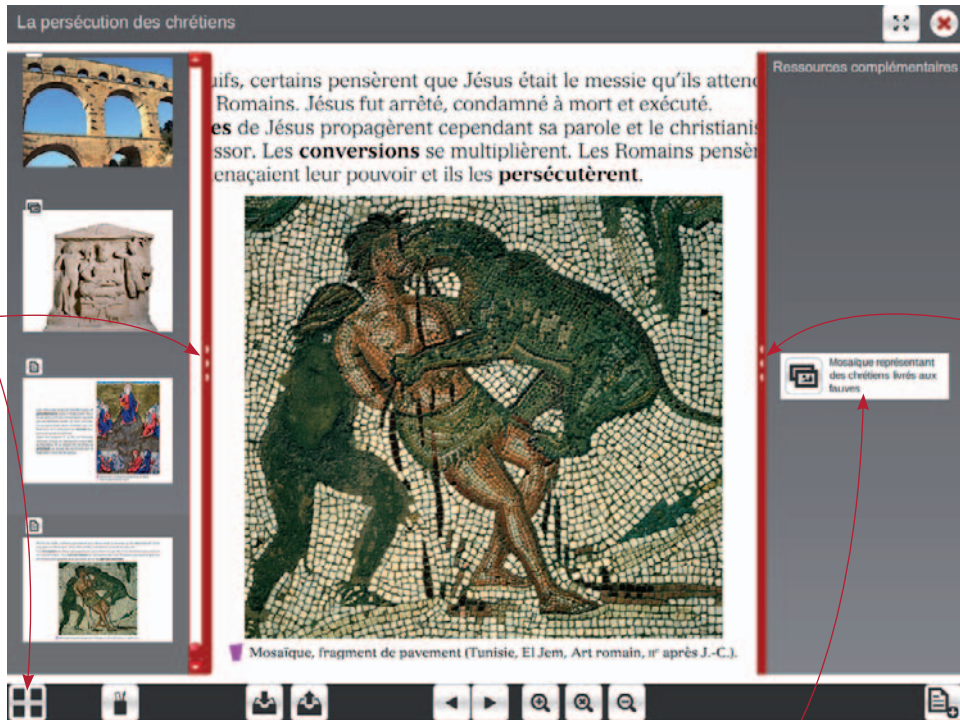 La persécution des chrétiens
uifs, certains pensèrent que Jésus était le messie qu'ils attend
Romains. Jésus fut arrêté, condamné à mort et exécuté.
es de Jésus propagèrent cependant sa parole et le christianis
ssor. Les conversions se multiplièrent. Les Romains pensèr
enaçaient leur pouvoir et ils les persécutèrent.
Mosaïque, fragment de pavement (Tunisie, El Jem, Art romain, IIe après J.-C.).
Ressources complémentaires
Mosaïque représentant
des chrétiens livrés aux
fauves